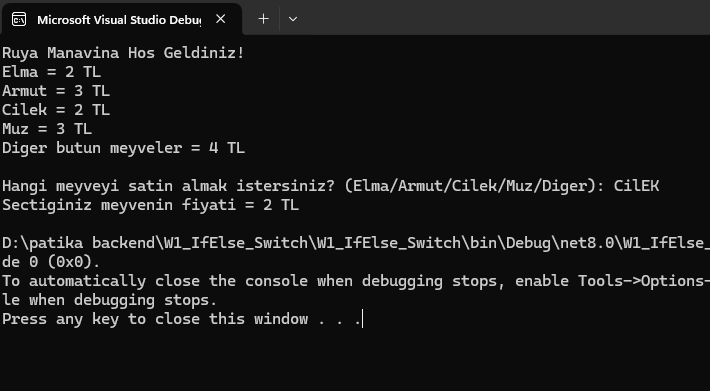 Microsoft Visual Studio Debu
Ruya Manavina Hos Geldiniz!
Elma = 2 TL
Armut = 3 TL
Cilek = 2 TL
Muz = 3 TL
Diger butun meyveler = 4 TL
Hangi meyveyi satin almak istersiniz? (Elma/Armut/Cilek/Muz/Diger): CilEK
Sectiginiz meyvenin fiyati = 2 TL
D:\patika backend\W1_IfElse_Switch\W1_IfElse_Switch\bin\Debug\net8.0\W1_IfElse_
de 0 (0x0).
To automatically close the console when debugging stops, enable Tools->Options-
le when debugging stops.
Press any key to close this window . . .